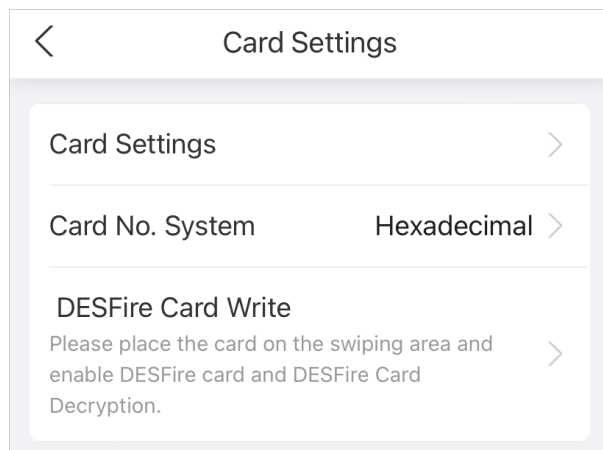 Card Settings
Card Settings
Card No. System Hexadecimal
DESFire Card Write
Please place the card on the swiping area and
enable DESFire card and DESFire Card
Decryption.